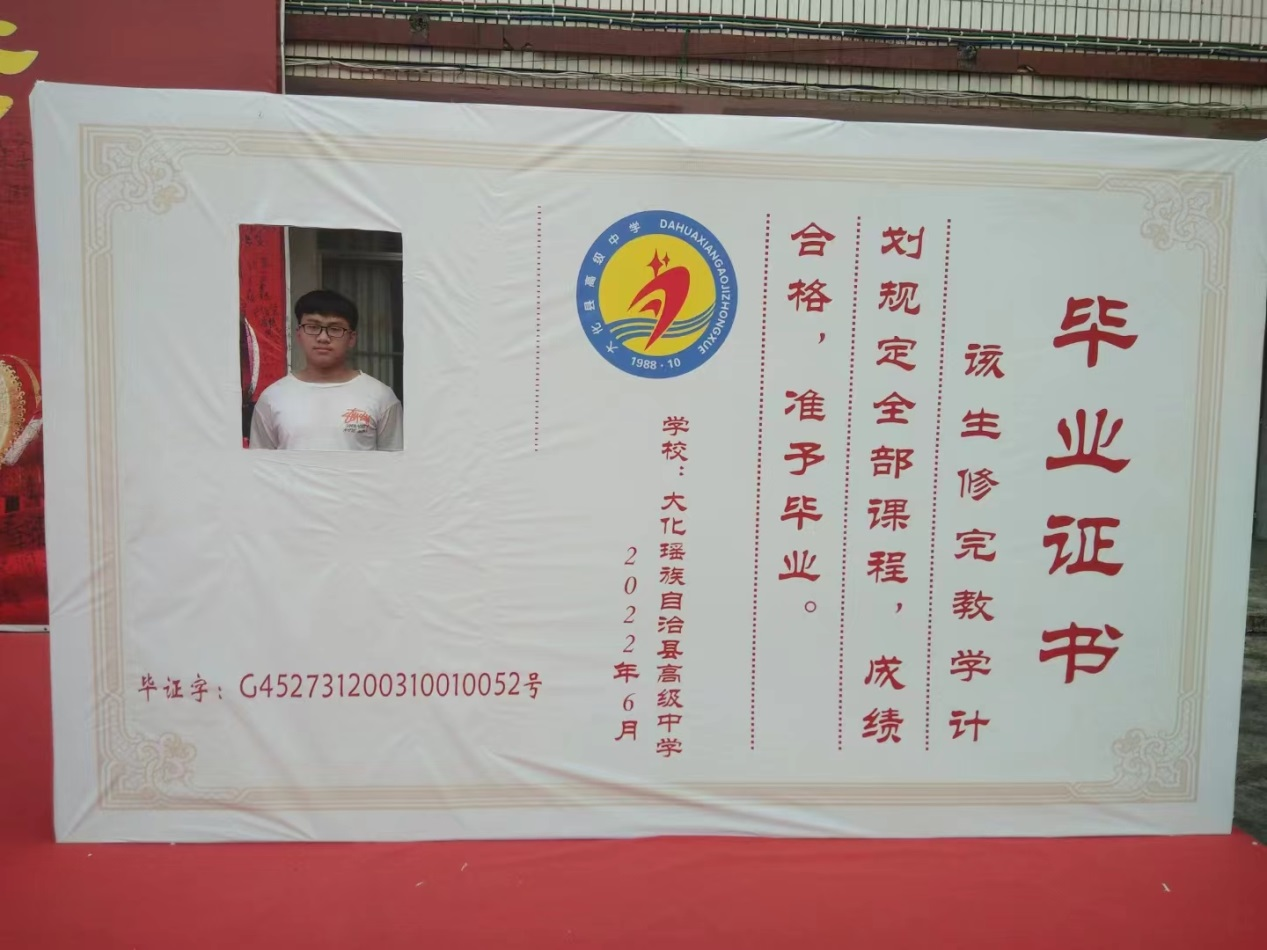 毕业证书
该生修完教学计
划规定全部课程，成绩
合格，准予毕业。
大化县高级中学 DAHUAXIANGAOJIZHONGXUE
1988·10
学校：大化瑶族自治县高级中学
2022年6月
毕证字：G452731200310010052号